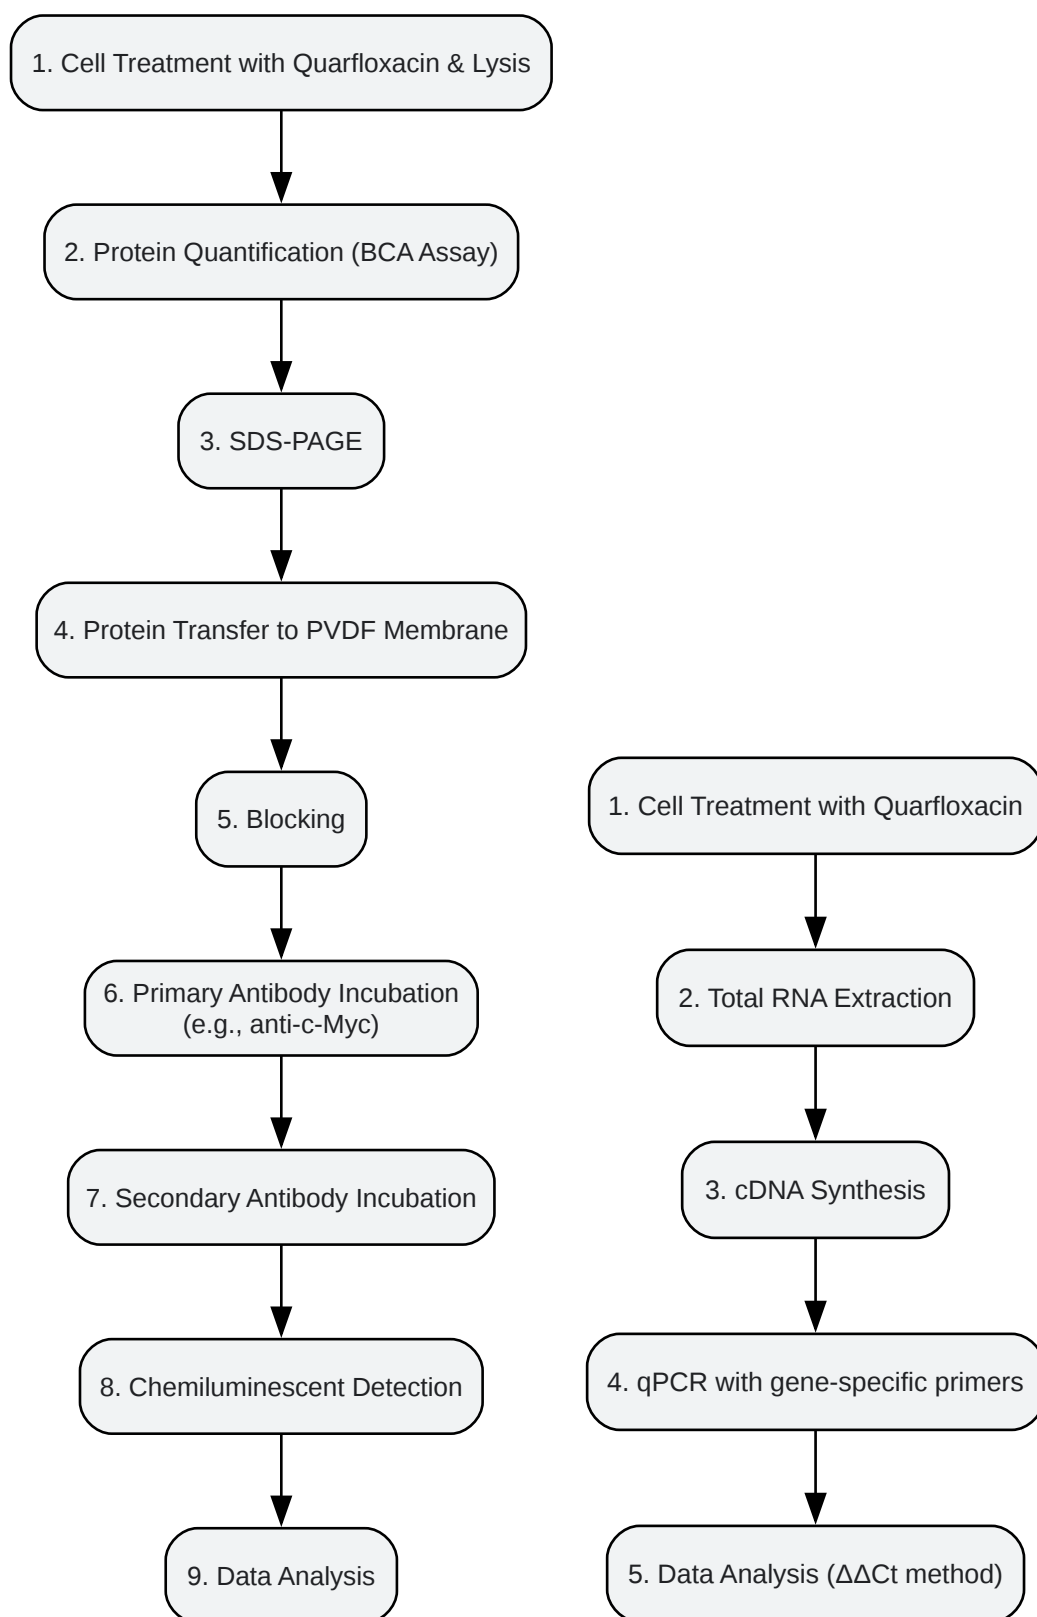 1. Cell Treatment with Quarfloxacin & Lysis
2. Protein Quantification (BCA Assay)
3. SDS-PAGE
4. Protein Transfer to PVDF Membrane
5. Blocking
6. Primary Antibody Incubation
(e.g., anti-c-Myc)
7. Secondary Antibody Incubation
8. Chemiluminescent Detection
9. Data Analysis
1. Cell Treatment with Quarfloxacin
2. Total RNA Extraction
3. cDNA Synthesis
4. qPCR with gene-specific primers
5. Data Analysis (ΔΔCt method)